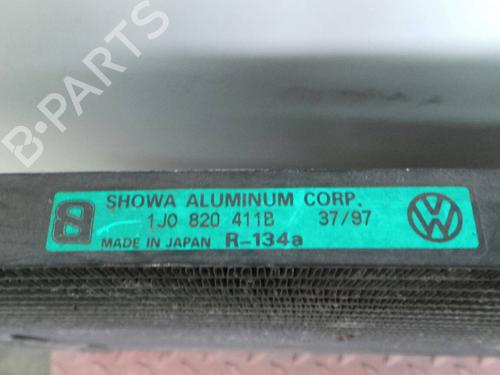 B-PARTS
SHOWA ALUMINUM CORP.
1J0 820 411B 37/97
MADE IN JAPAN R-134a